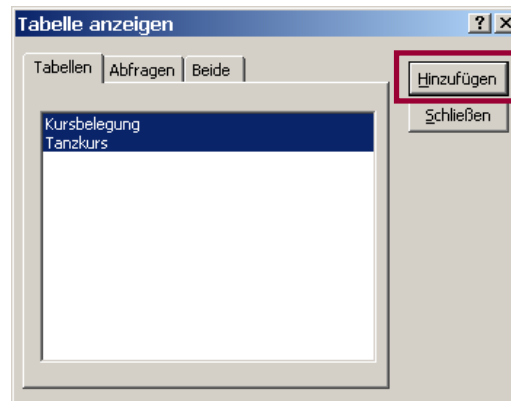 Tabelle anzeigen
Tabellen Abfragen Beide
Hinzufügen
Schließen
Kursbelegung
Tanzkurs